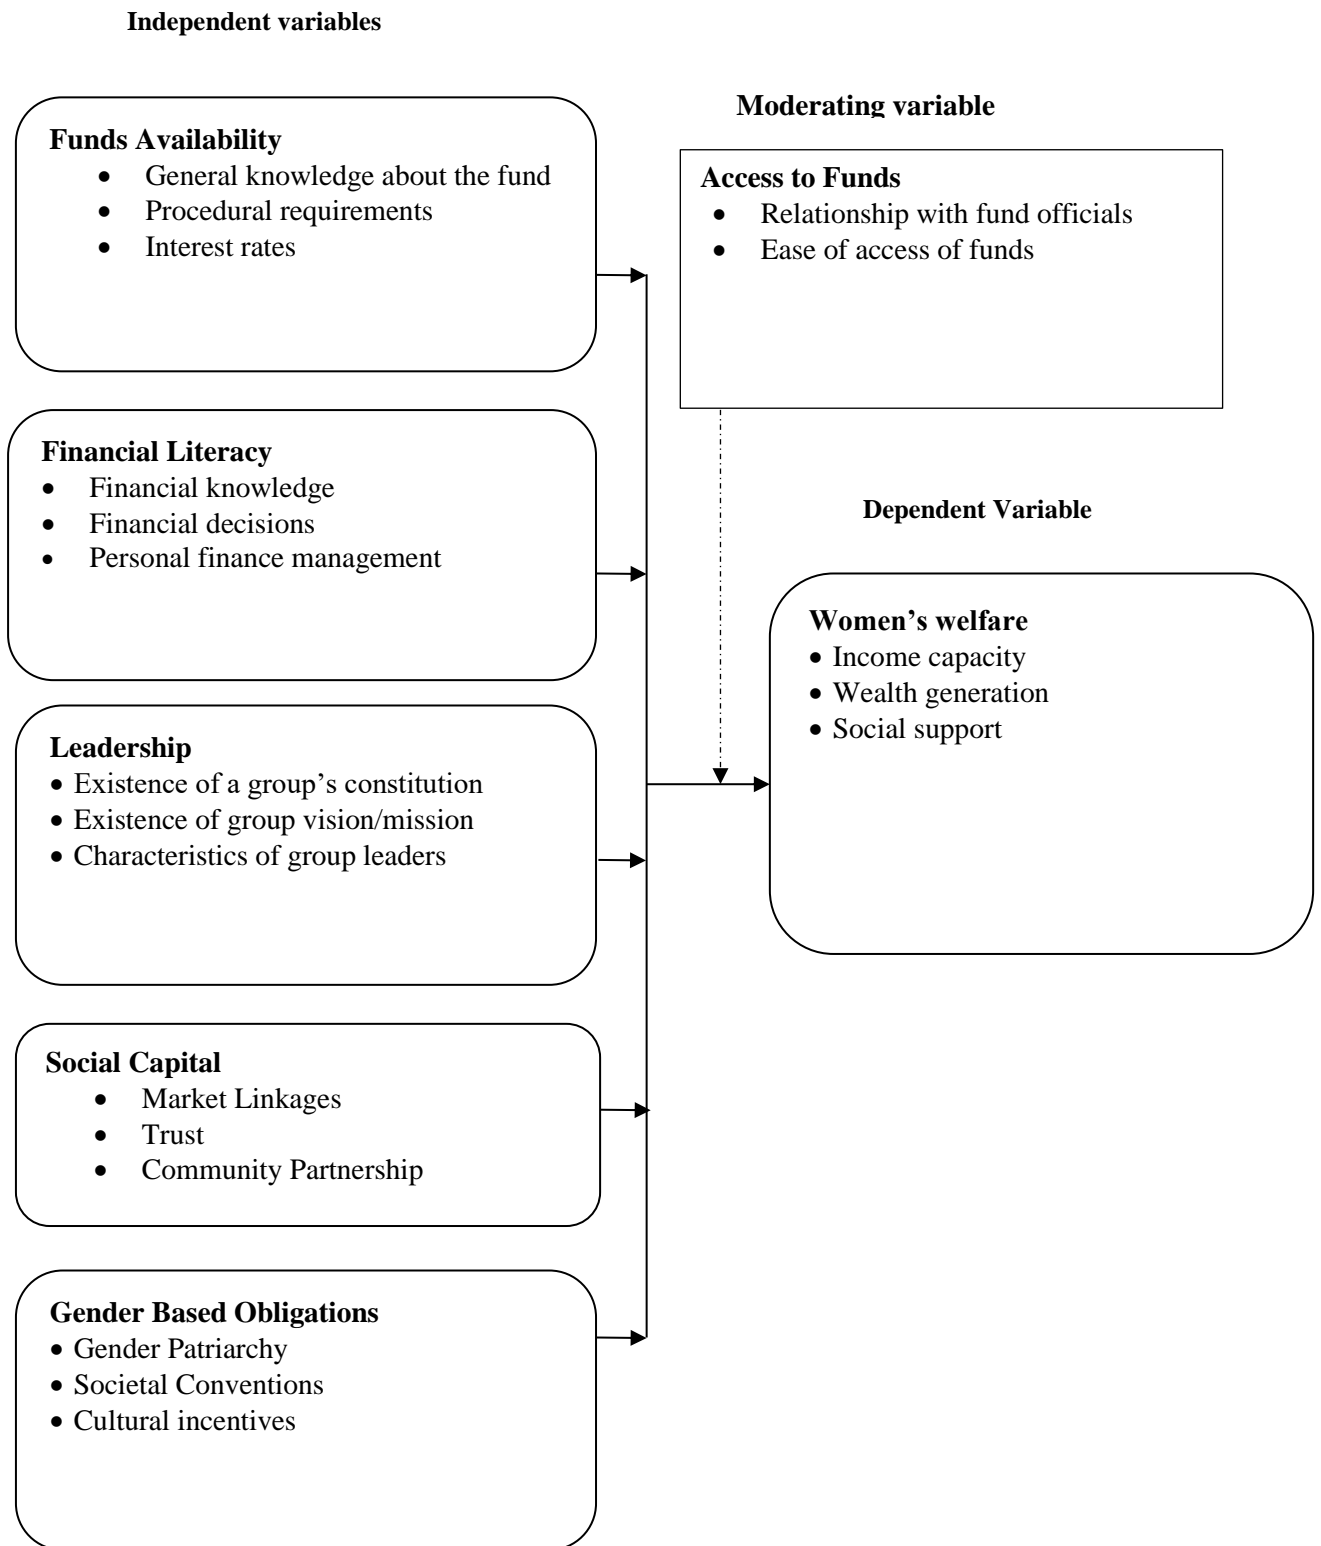 Independent variables
Funds Availability
• General knowledge about the fund
• Procedural requirements
• Interest rates
Financial Literacy
• Financial knowledge
• Financial decisions
• Personal finance management
Leadership
• Existence of a group’s constitution
• Existence of group vision/mission
• Characteristics of group leaders
Social Capital
• Market Linkages
• Trust
• Community Partnership
Gender Based Obligations
• Gender Patriarchy
• Societal Conventions
• Cultural incentives
Moderating variable
Access to Funds
• Relationship with fund officials
• Ease of access of funds
Dependent Variable
Women’s welfare
• Income capacity
• Wealth generation
• Social support